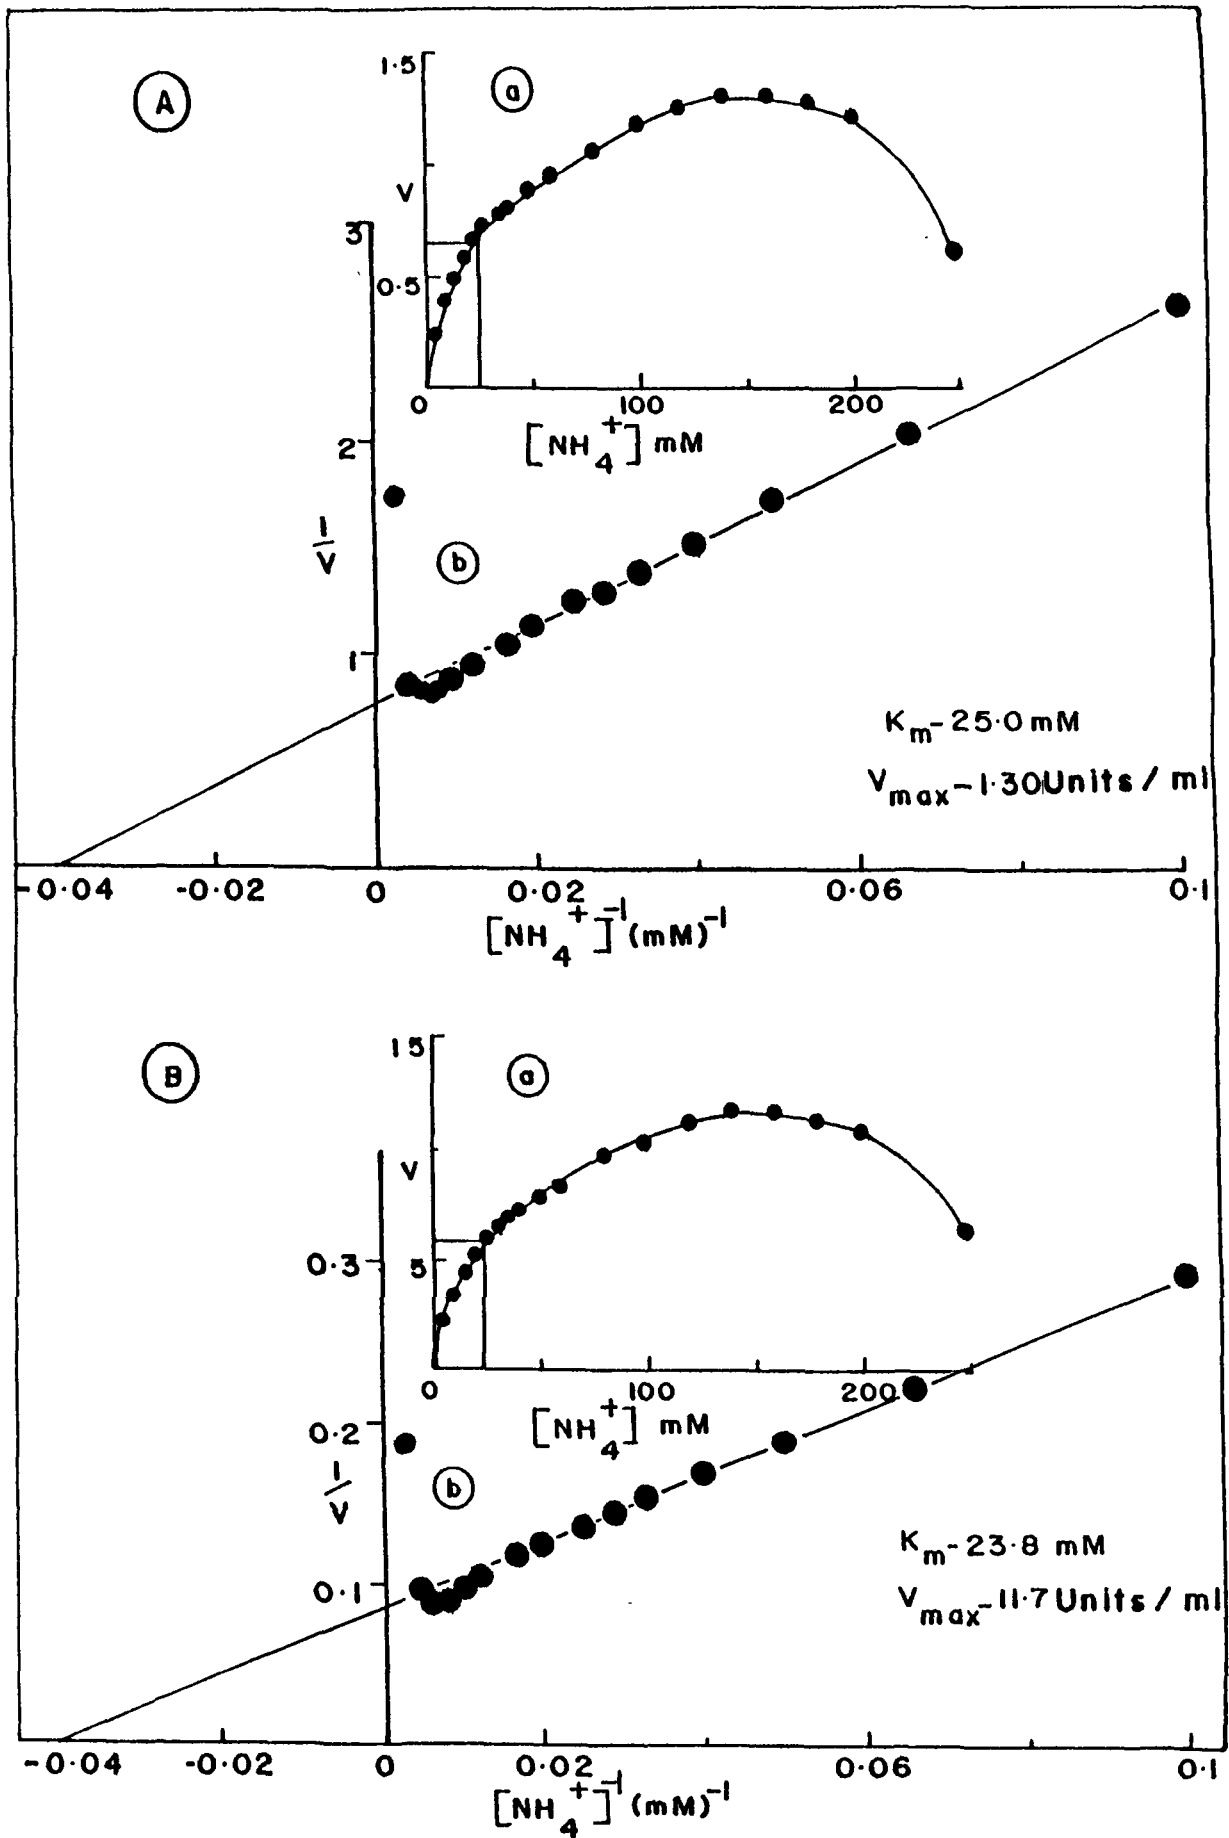 A
a
1.5
V
0.5
0 100 200
[NH4+] mM
3
2
1
1/V
b
Km-25.0 mM
Vmax-1.30 Units / ml
-0.04 -0.02 0 0.02 0.06 0.1
[NH4+]-1 (mM)-1
B
a
15
V
5
0 100 200
[NH4+] mM
0.3
0.2
0.1
1/V
b
Km-23.8 mM
Vmax-11.7 Units / ml
-0.04 -0.02 0 0.02 0.06 0.1
[NH4+]-1 (mM)-1